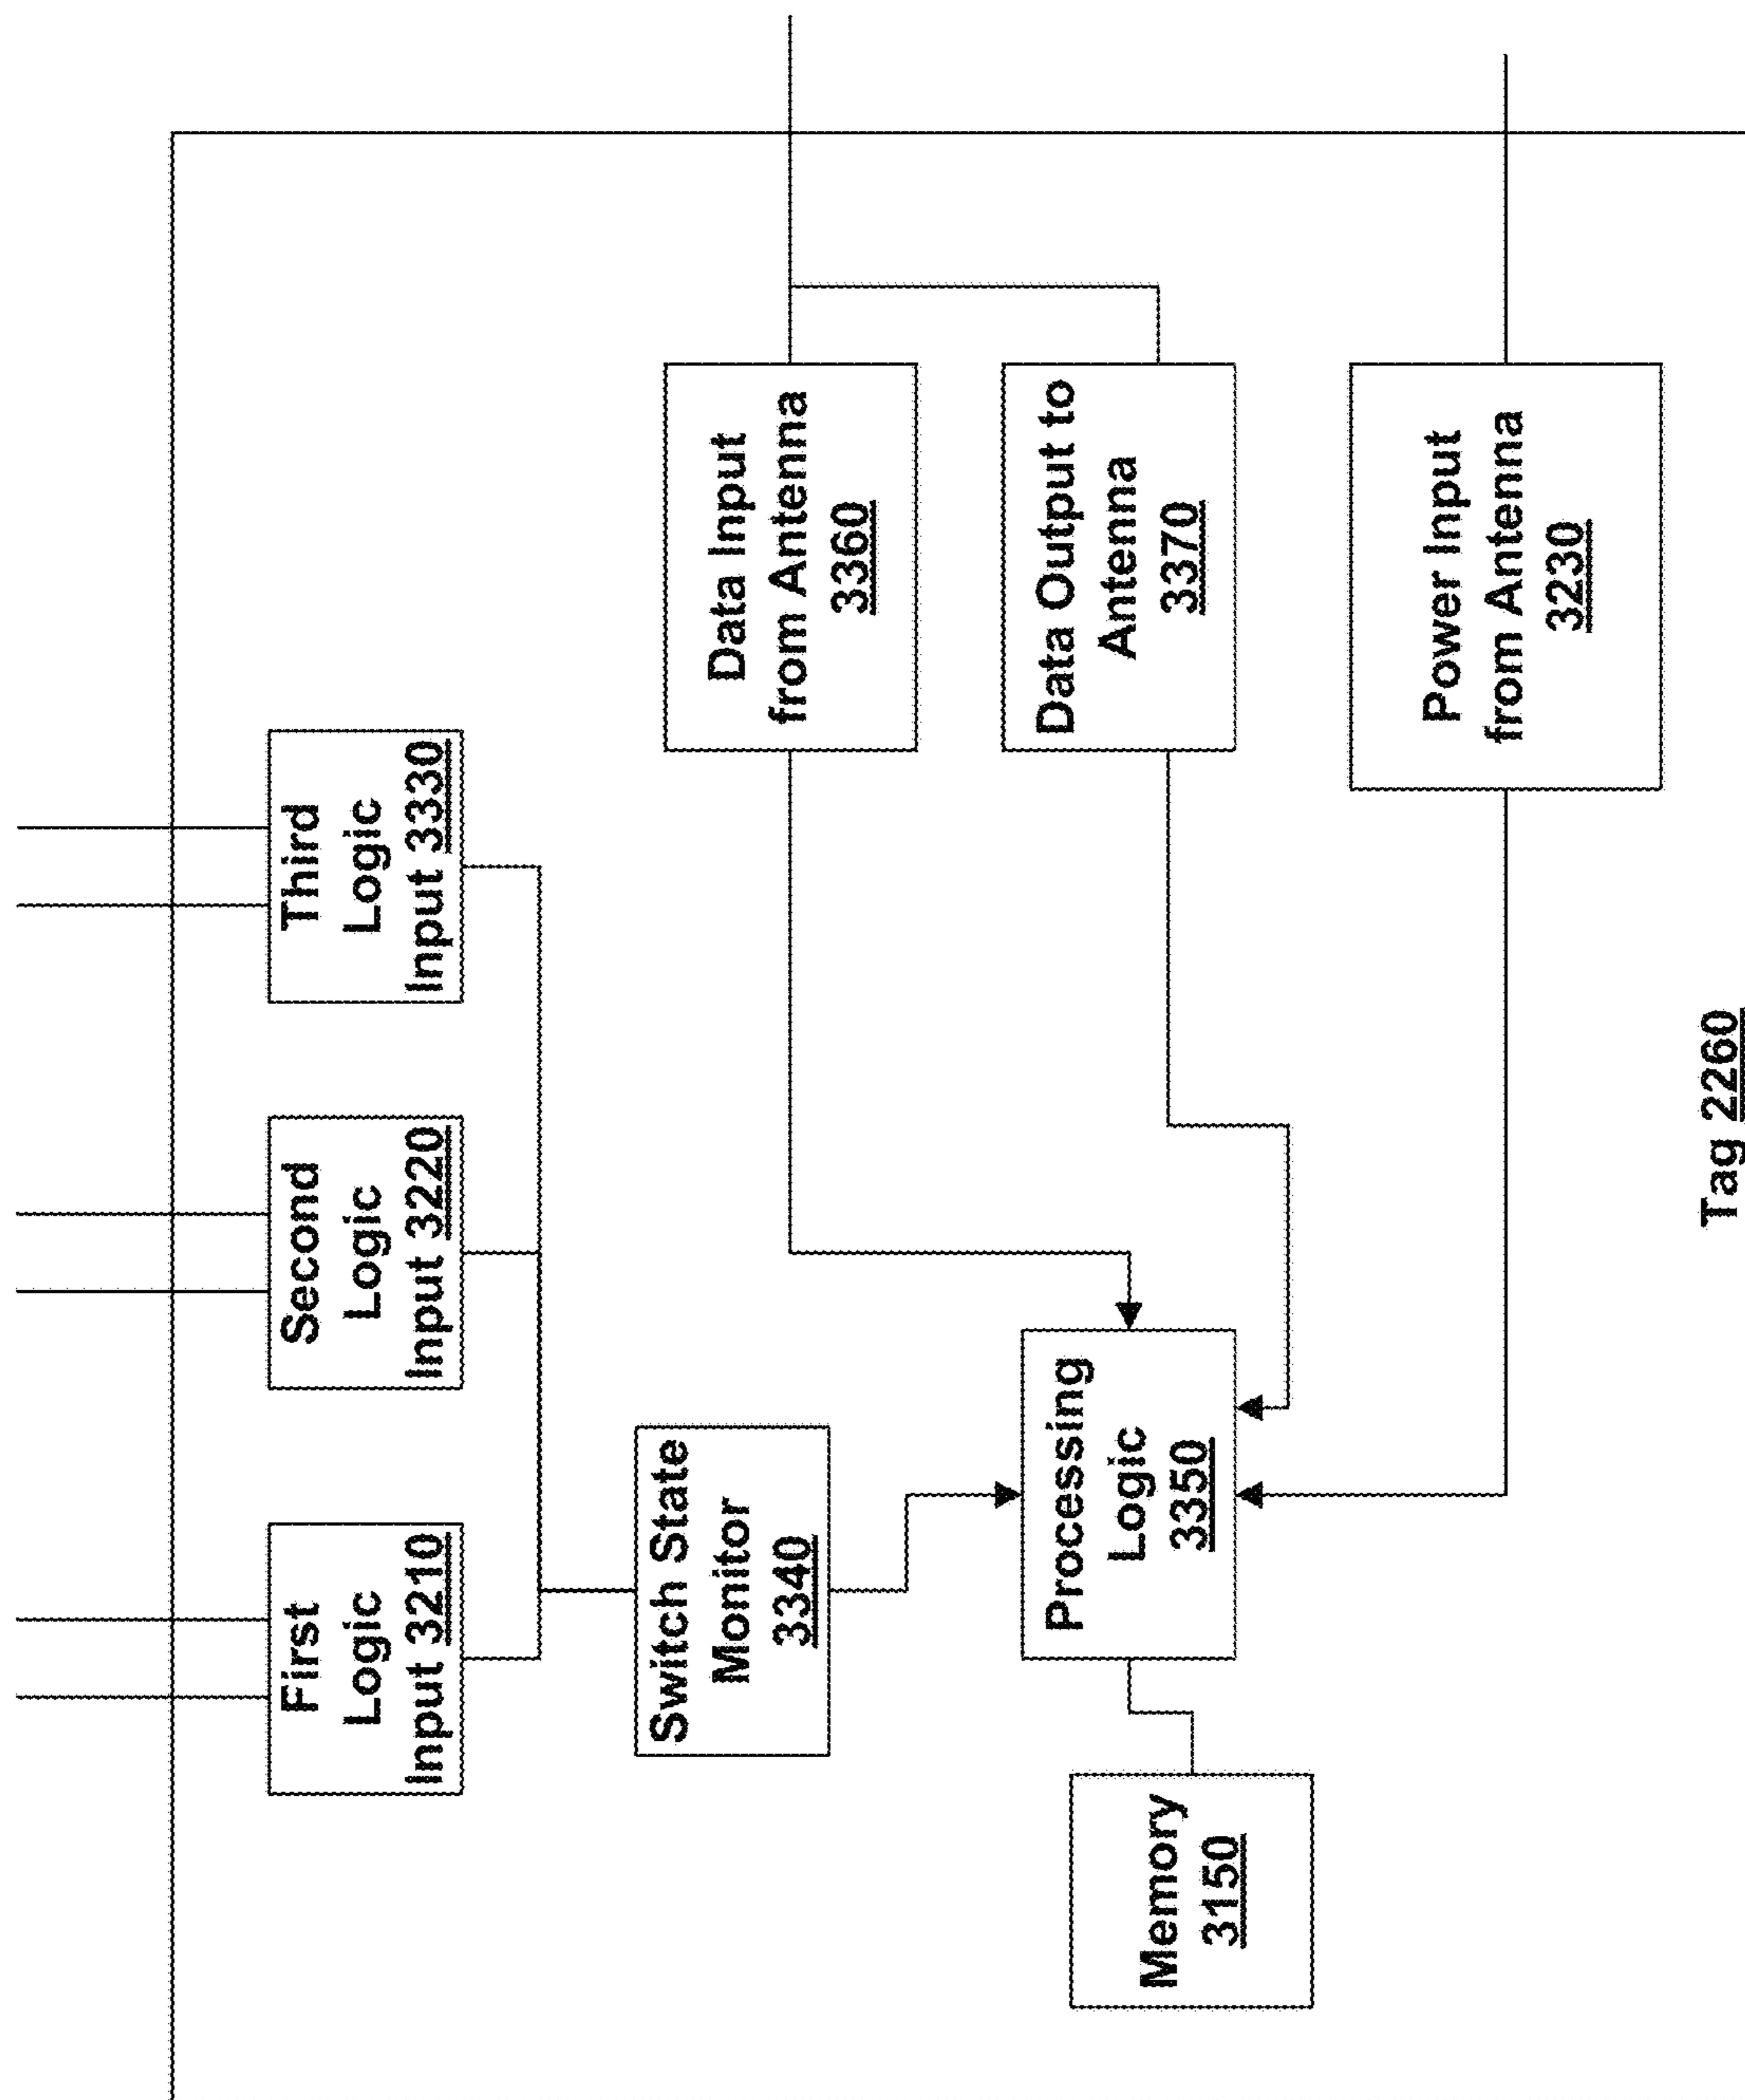 First
Logic
Input 3210
Second
Logic
Input 3220
Third
Logic
Input 3330
Switch State
Monitor
3340
Data Input
from Antenna
3360
Processing
Logic
3350
Data Output to
Antenna
3370
Memory
3150
Power Input
from Antenna
3230
Tag 2260